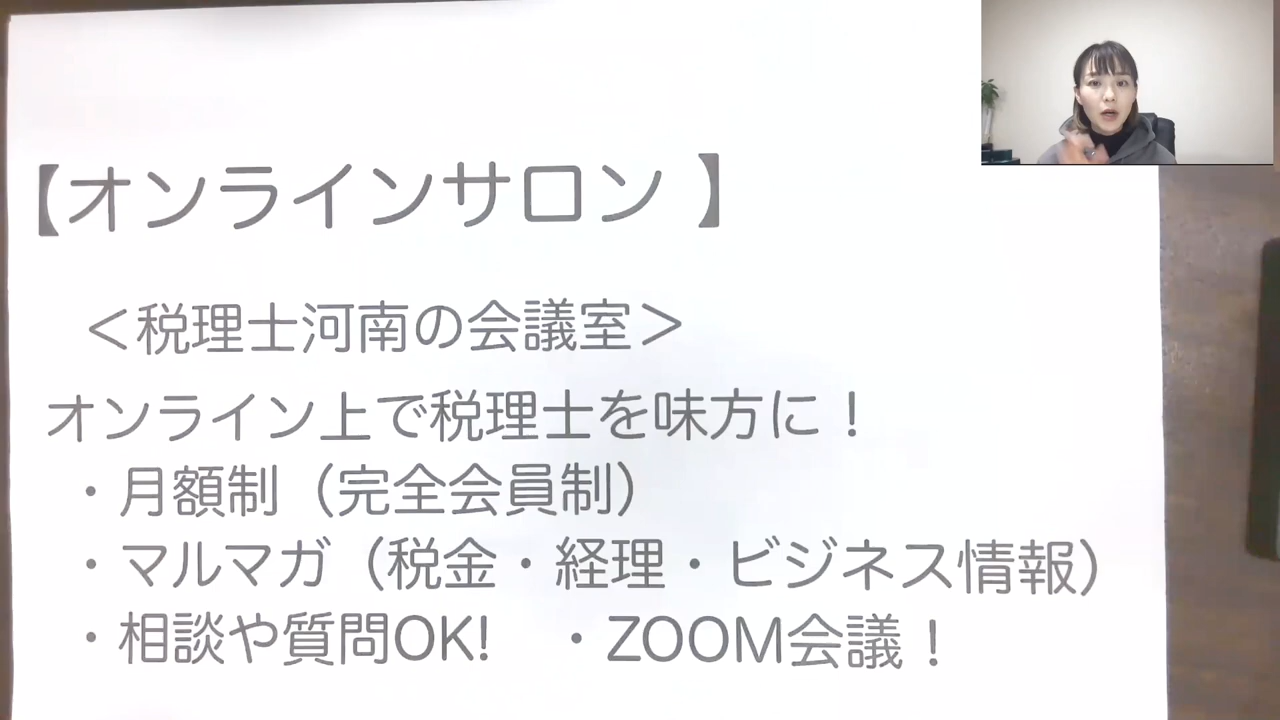 【オンラインサロン 】
＜税理士河南の会議室＞
オンライン上で税理士を味方に！
・月額制（完全会員制）
・マルマガ（税金・経理・ビジネス情報）
・相談や質問OK!　・ZOOM会議！